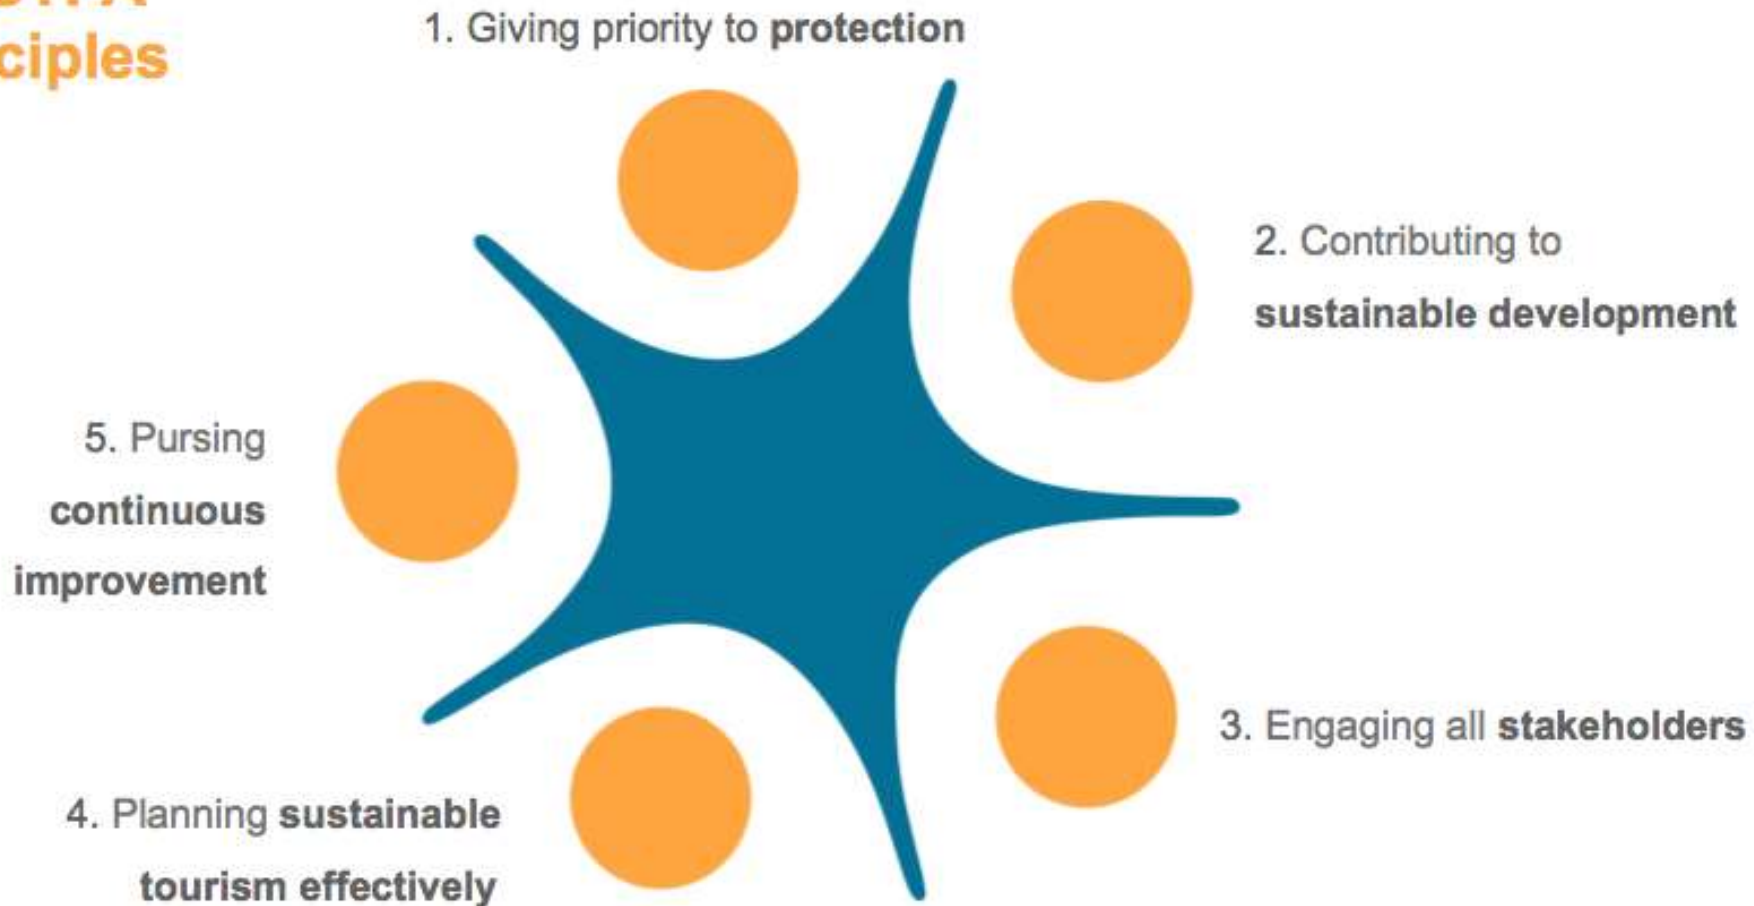 ciples
1. Giving priority to protection
2. Contributing to
sustainable development
3. Engaging all stakeholders
4. Planning sustainable
tourism effectively
5. Pursing
continuous
improvement